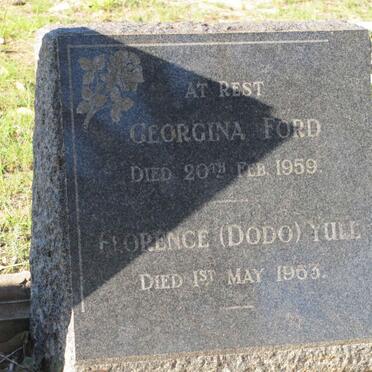 AT REST
GEORGINA FORD
DIED 20TH FEB. 1959.
FLORENCE (DODO) YULE
DIED 1ST MAY 1963.